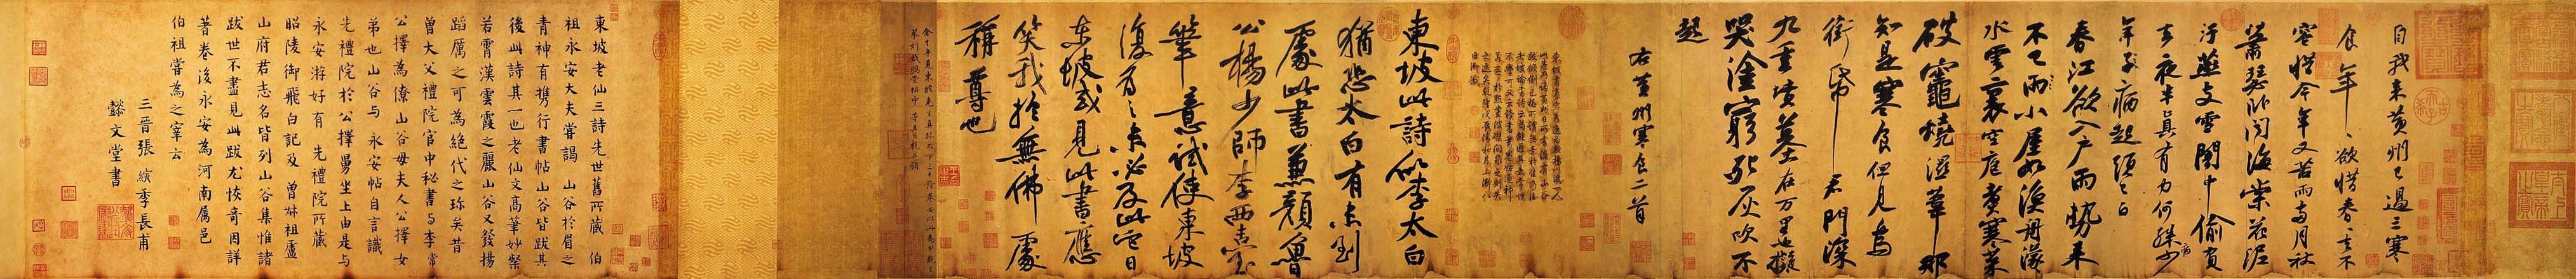 自我來黃州已過三寒
食年〻欲惜春〻去不
容惜今年又苦雨兩月秋
蕭瑟臥聞海棠花泥
汙燕支雪闇中偷負
去夜半真有力何殊病少
年子病起須已白
春江欲入戶雨勢來
不已雨小屋如漁舟濛〻
水雲裏空庖煮寒菜
破竈燒濕葦那
知是寒食但見烏
銜帋君門深
九重墳墓在万里也擬
哭塗窮死灰吹不
起
右黃州寒食二首
東坡此詩似李太白
猶恐太白有未到
處此書兼顏魯
公楊少師李西臺
筆意試使東坡
復為之未必及此它日
東坡或見此書應
笑我於無佛處
稱尊也
東坡老仙三詩先世舊所藏伯
祖永安大夫嘗謁山谷於眉之
青神有携行書帖山谷皆跋其
後此詩其一也老仙文高筆妙粲
若霄漢雲霞之麗山谷又發揚
蹈厲之可為絕代之珍矣昔
曾大父禮院官中秘書与李常
公擇為僚山谷母夫人公擇女
弟也山谷与永安帖自言識
先禮院於公擇舅坐上由是与
永安游好有先禮院所藏
昭陵御飛白記及曾叔祖盧
山府君志名皆列山谷集惟諸
跋世不盡見此跋尤恢奇因詳
著卷後永安為河南屬邑
伯祖嘗為之宰云
三晉張縯季長甫
懿文堂書